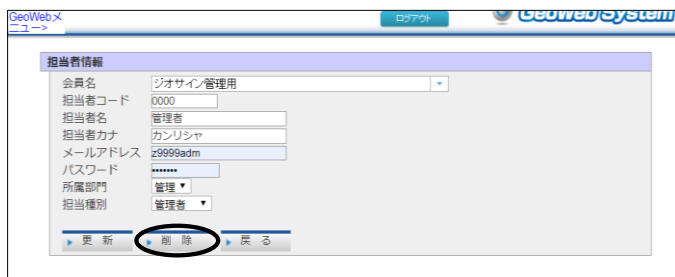 GeoWebメ
ニュー>
ログアウト
GeoWeb System
担当者情報
会員名 ジオサイン管理用
担当者コード 0000
担当者名 管理者
担当者カナ カンリシャ
メールアドレス z9999adm
パスワード •••••••
所属部門 管理▼
担当種別 管理者 ▼
更 新 削 除 戻 る